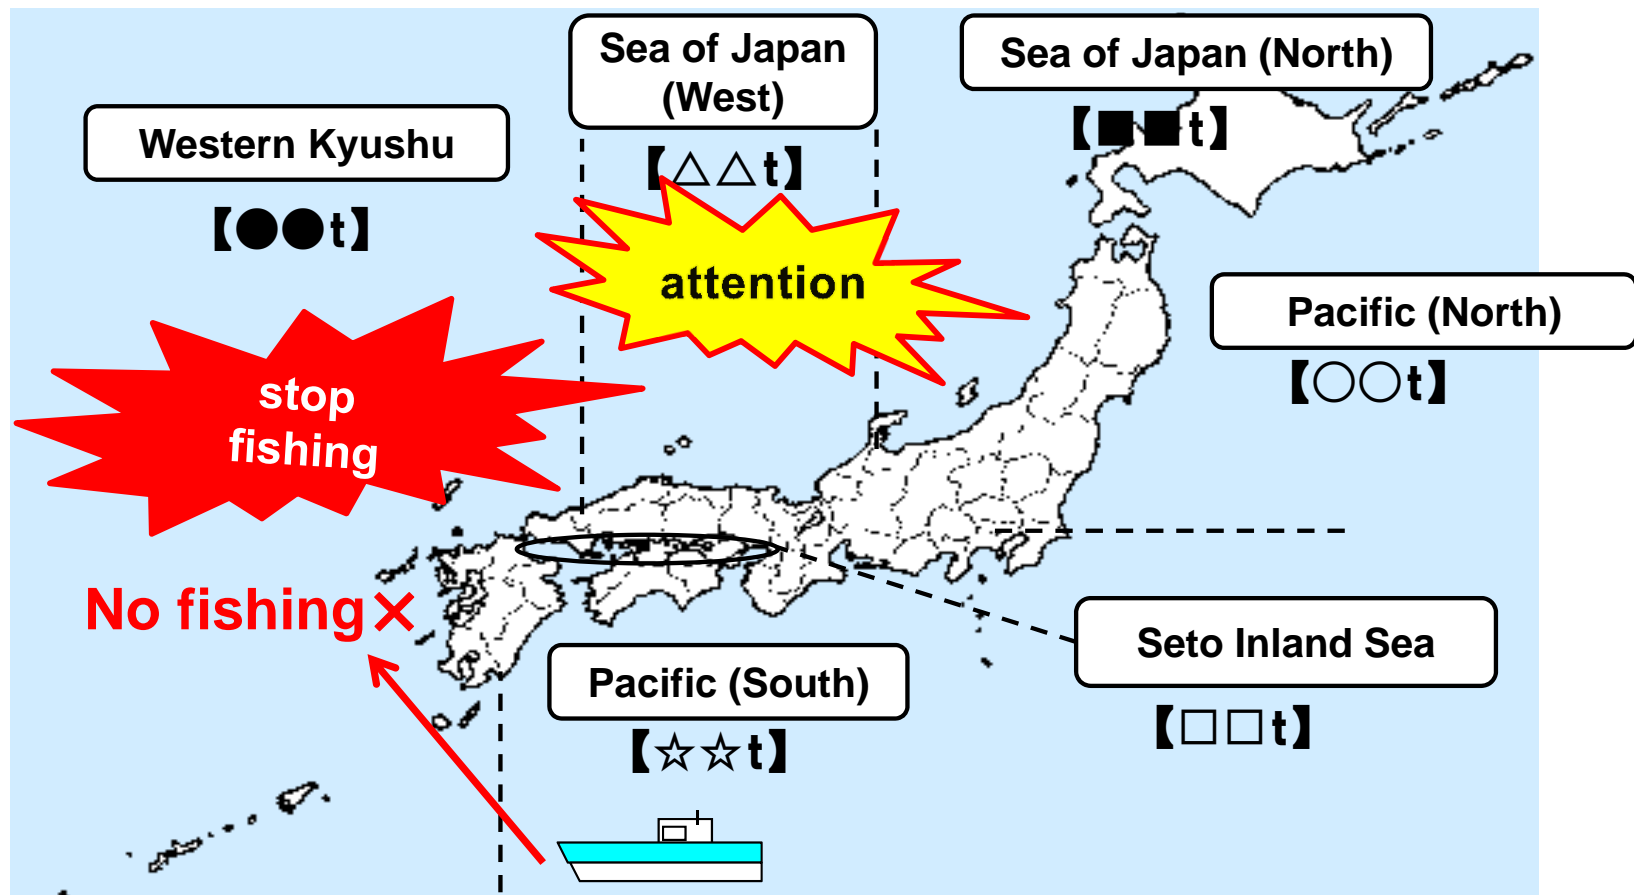 Sea of Japan
(West)
【△△t】
Sea of Japan (North)
【■■t】
Western Kyushu
【●●t】
attention
Pacific (North)
【○○t】
stop
fishing
No fishing×
Seto Inland Sea
【□□t】
Pacific (South)
【☆☆t】